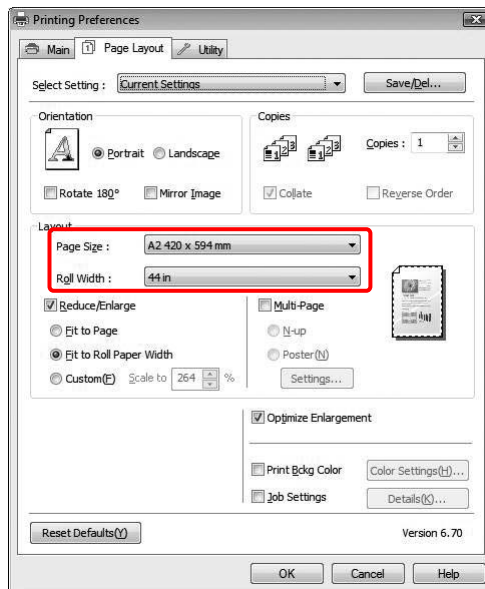 Printing Preferences
Main Page Layout Utility
Select Setting : Current Settings Save/Del...
Orientation
Portrait Landscape
Rotate 180° Mirror Image
Copies
Copies : 1
Collate Reverse Order
Layout
Page Size : A2 420 x 594 mm
Roll Width : 44 in
Reduce/Enlarge
Fit to Page
Fit to Roll Paper Width
Custom(F) Scale to 264 %
Multi-Page
N-up
Poster(N)
Settings...
Optimize Enlargement
Print Bckg Color Color Settings(H)...
Job Settings Details(K)...
Reset Defaults(Y) Version 6.70
OK Cancel Help